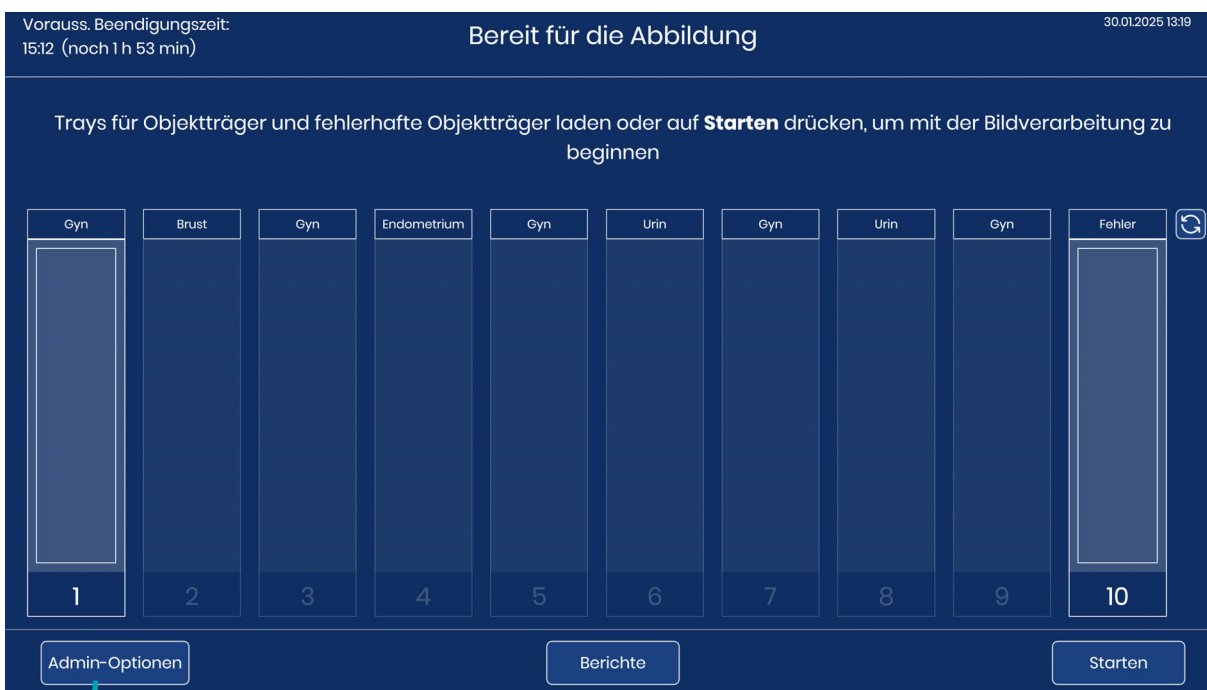 Vorauss. Beendigungszeit:
15:12 (noch 1 h 53 min)
Bereit für die Abbildung
30.01.2025 13:19
Trays für Objektträger und fehlerhafte Objektträger laden oder auf Starten drücken, um mit der Bildverarbeitung zu
beginnen
Gyn Brust Gyn Endometrium Gyn Urin Gyn Urin Gyn Fehler
1 2 3 4 5 6 7 8 9 10
Admin-Optionen Berichte Starten